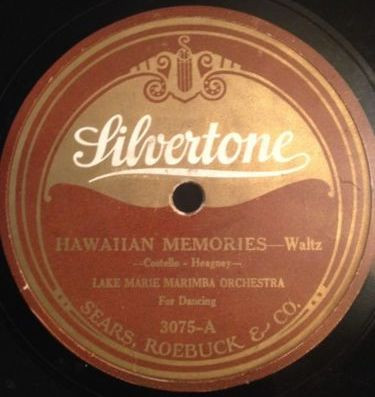 Silvertone
HAWAIIAN MEMORIES—Waltz
—Costello - Heagney—
LAKE MARIE MARIMBA ORCHESTRA
For Dancing
3075-A
SEARS, ROEBUCK & CO.